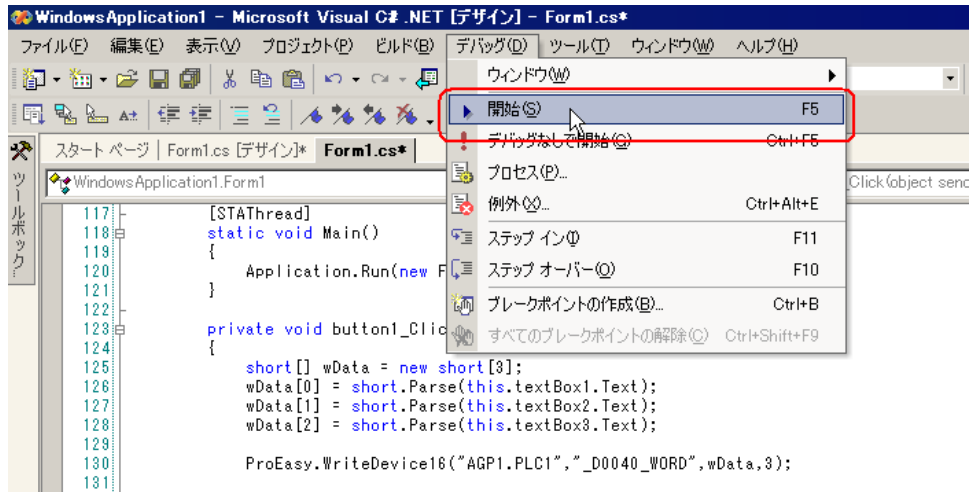 WindowsApplication1 - Microsoft Visual C# .NET [デザイン] - Form1.cs*
ファイル(F) 編集(E) 表示(V) プロジェクト(P) ビルド(B) デバッグ(D) ツール(T) ウィンドウ(W) ヘルプ(H)
ウィンドウ(W)
開始(S) F5
デバッグなしで開始(G) Ctrl+F5
プロセス(P)...
例外(X)... Ctrl+Alt+E
ステップ イン(I) F11
ステップ オーバー(O) F10
ブレークポイントの作成(B)... Ctrl+B
すべてのブレークポイントの解除(C) Ctrl+Shift+F9
スタート ページ Form1.cs [デザイン]* Form1.cs*
WindowsApplication1.Form1 _Click(object senc
ツールボック
117 [STAThread]
118 static void Main()
119 {
120 Application.Run(new F
121 }
122
123 private void button1_Clic
124 {
125 short[] wData = new short[3];
126 wData[0] = short.Parse(this.textBox1.Text);
127 wData[1] = short.Parse(this.textBox2.Text);
128 wData[2] = short.Parse(this.textBox3.Text);
129
130 ProEasy.WriteDevice16("AGP1.PLC1","_D0040_WORD",wData,3);
131